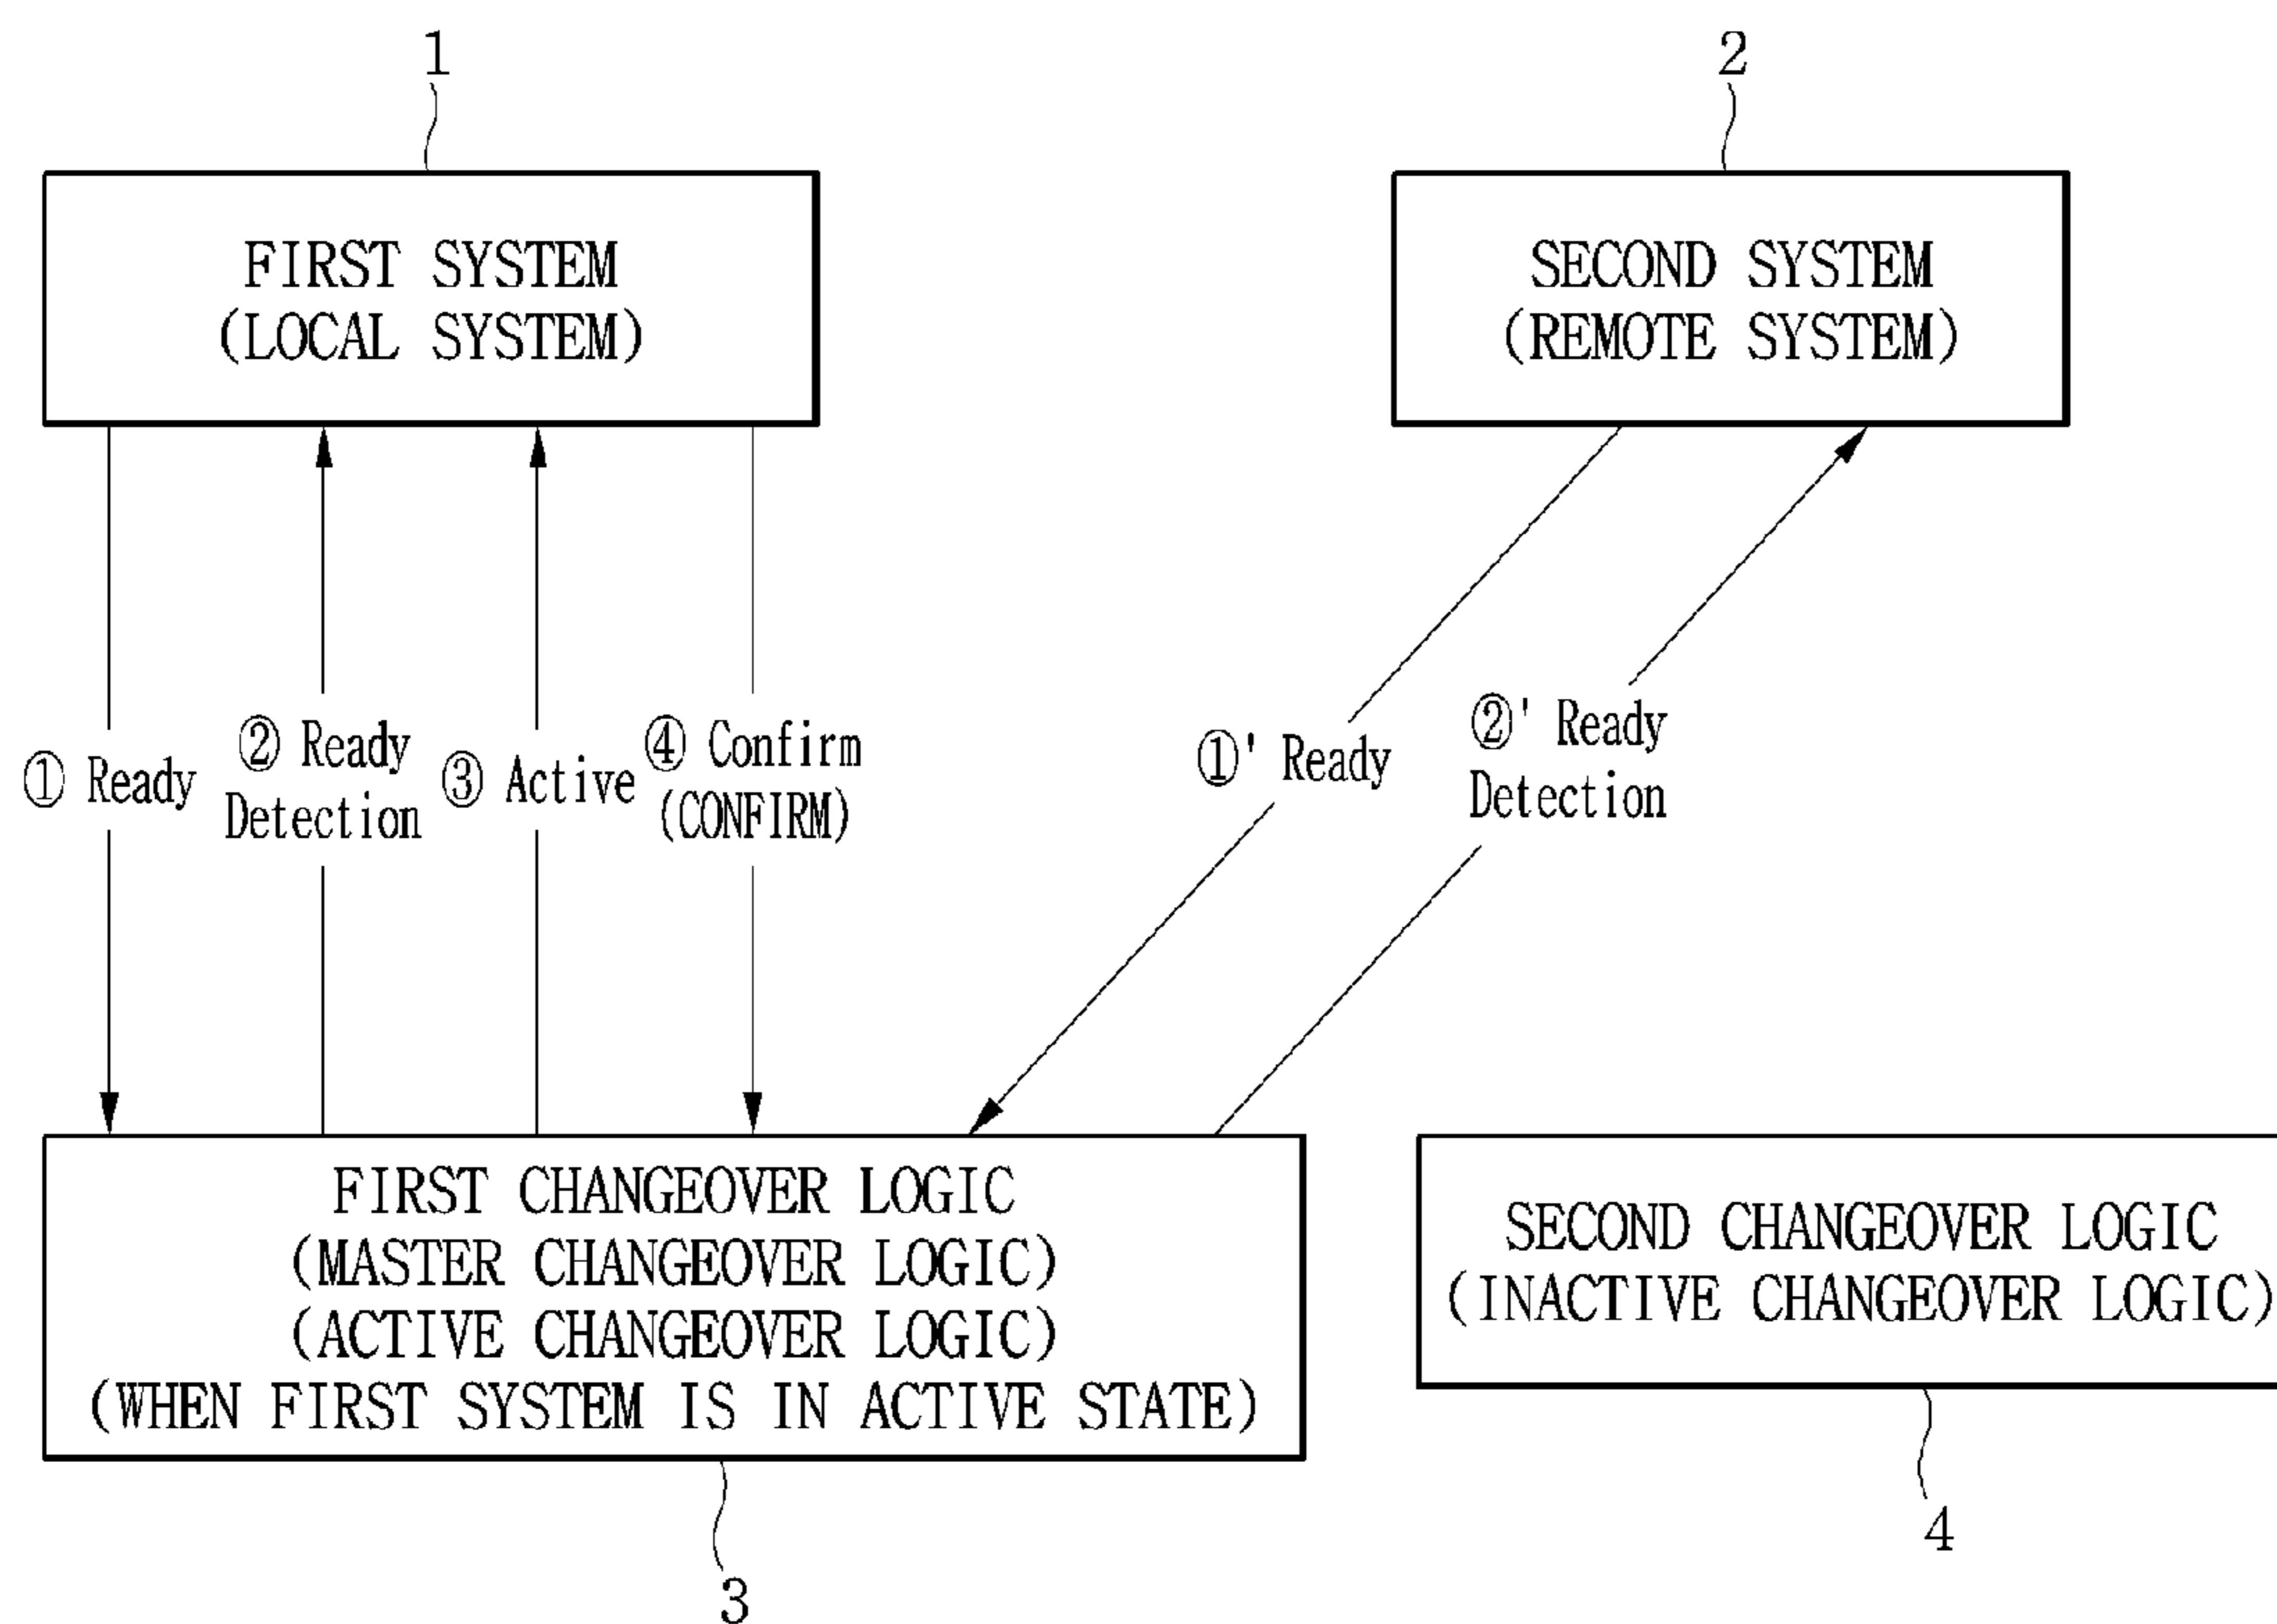 1
2
FIRST SYSTEM
(LOCAL SYSTEM)
SECOND SYSTEM
(REMOTE SYSTEM)
① Ready
② Ready
Detection
③ Active
④ Confirm
(CONFIRM)
①' Ready
②' Ready
Detection
FIRST CHANGEOVER LOGIC
(MASTER CHANGEOVER LOGIC)
(ACTIVE CHANGEOVER LOGIC)
(WHEN FIRST SYSTEM IS IN ACTIVE STATE)
SECOND CHANGEOVER LOGIC
(INACTIVE CHANGEOVER LOGIC)
3
4